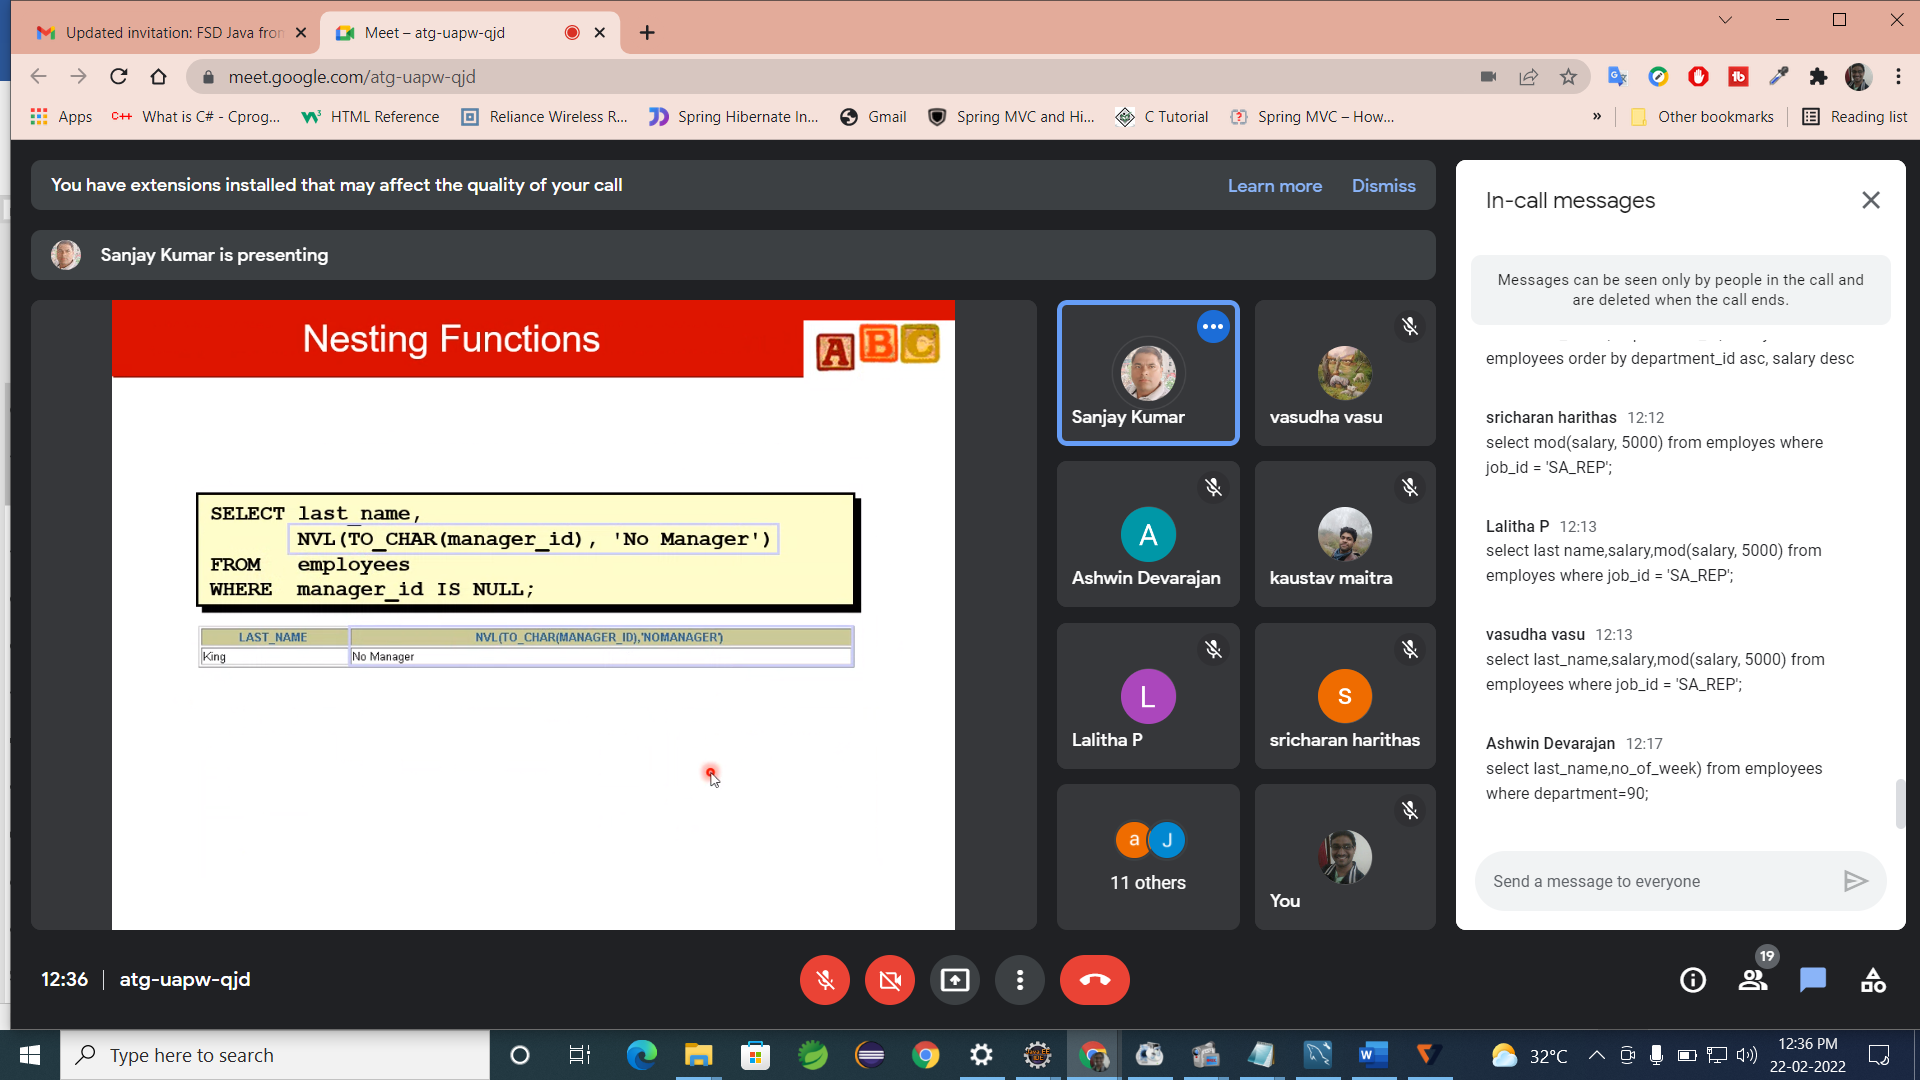 Updated invitation: FSD Java fron
Meet – atg-uapw-qjd
meet.google.com/atg-uapw-qjd
Apps
What is C# - Cprog...
HTML Reference
Reliance Wireless R...
Spring Hibernate In...
Gmail
Spring MVC and Hi...
C Tutorial
Spring MVC – How...
»
Other bookmarks
Reading list
You have extensions installed that may affect the quality of your call
Learn more
Dismiss
Sanjay Kumar is presenting
Nesting Functions
A B C
SELECT last_name,
NVL(TO_CHAR(manager_id), 'No Manager')
FROM employees
WHERE manager_id IS NULL;
LAST_NAME
NVL(TO_CHAR(MANAGER_ID),'NOMANAGER')
King
No Manager
Sanjay Kumar
vasudha vasu
A
Ashwin Devarajan
kaustav maitra
L
Lalitha P
s
sricharan harithas
a J
11 others
You
In-call messages
Messages can be seen only by people in the call and
are deleted when the call ends.
employees order by department_id asc, salary desc
sricharan harithas 12:12
select mod(salary, 5000) from employes where
job_id = 'SA_REP';
Lalitha P 12:13
select last name,salary,mod(salary, 5000) from
employes where job_id = 'SA_REP';
vasudha vasu 12:13
select last_name,salary,mod(salary, 5000) from
employees where job_id = 'SA_REP';
Ashwin Devarajan 12:17
select last_name,no_of_week) from employees
where department=90;
Send a message to everyone
12:36 | atg-uapw-qjd
19
Type here to search
32°C
12:36 PM
22-02-2022